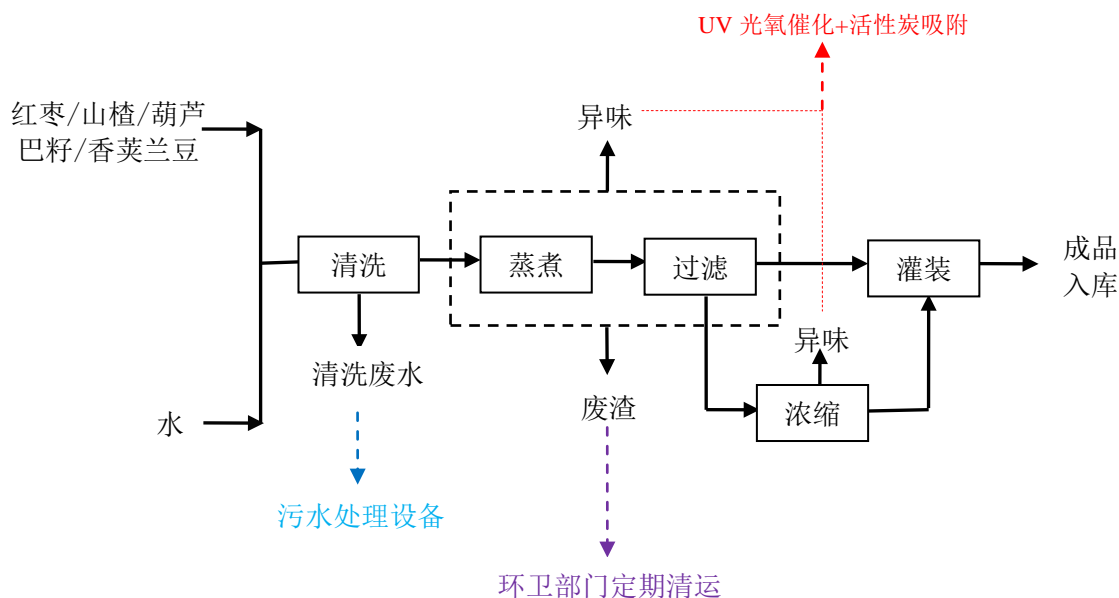 UV 光氧催化+活性炭吸附
红枣/山楂/葫芦
巴籽/香荚兰豆
异味
清洗
蒸煮
过滤
灌装
成品
入库
异味
清洗废水
废渣
浓缩
水
污水处理设备
环卫部门定期清运